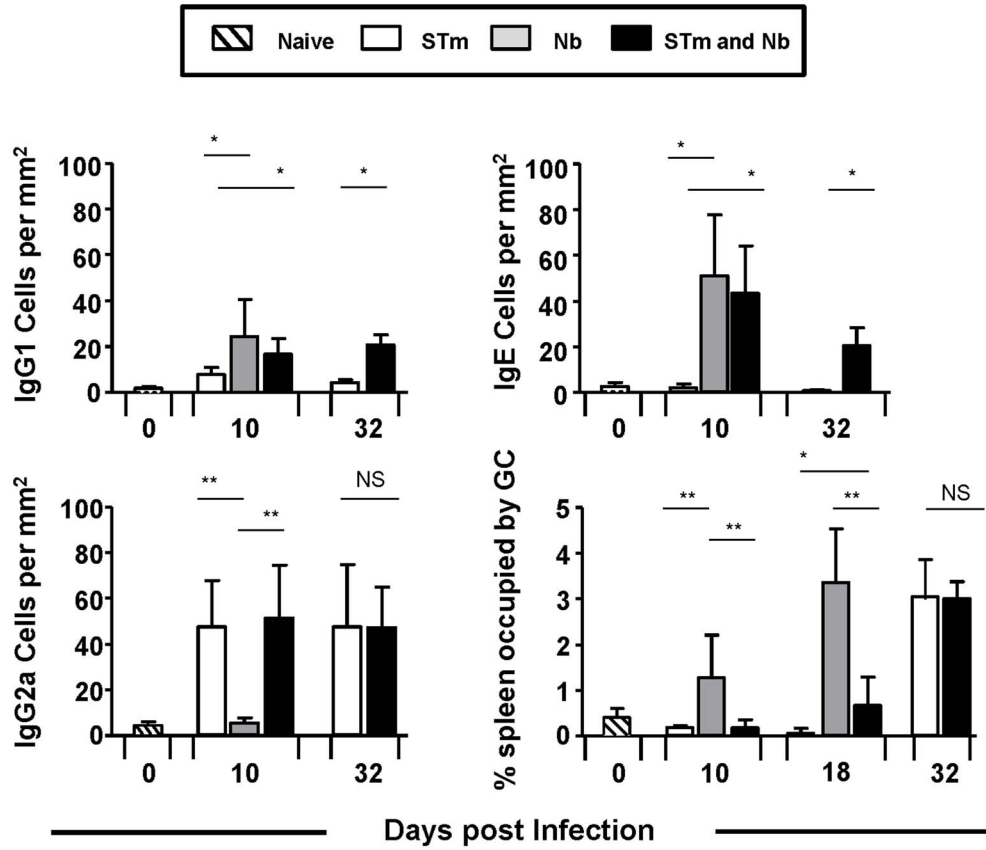 Naive STm Nb STm and Nb
IgG1 Cells per mm²
100
80
60
40
20
0
* * *
0 10 32
IgE Cells per mm²
100
80
60
40
20
0
* * *
0 10 32
IgG2a Cells per mm²
100
80
60
40
20
0
** ** NS
0 10 32
% spleen occupied by GC
5
4
3
2
1
0
** ** * ** NS
0 10 18 32
Days post Infection